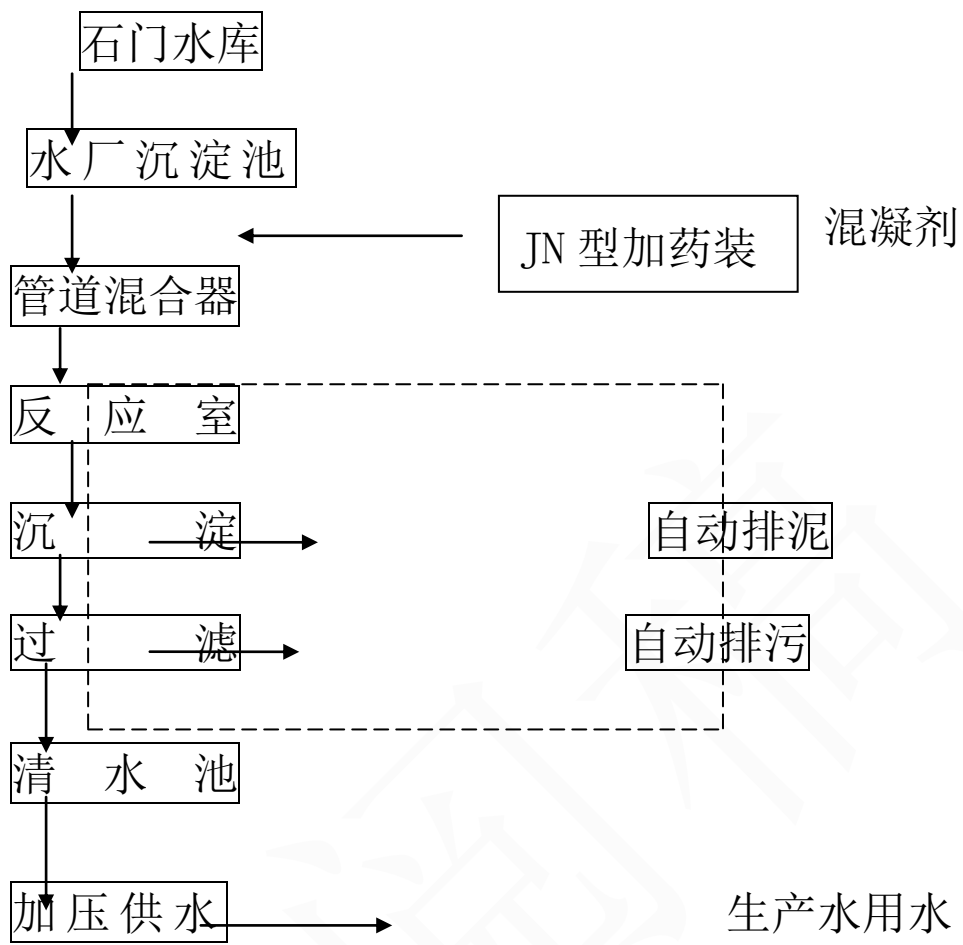 石门水库
水厂沉淀池
JN 型加药装
混凝剂
管道混合器
反应室
沉淀
自动排泥
过滤
自动排污
清水池
加压供水
生产水用水